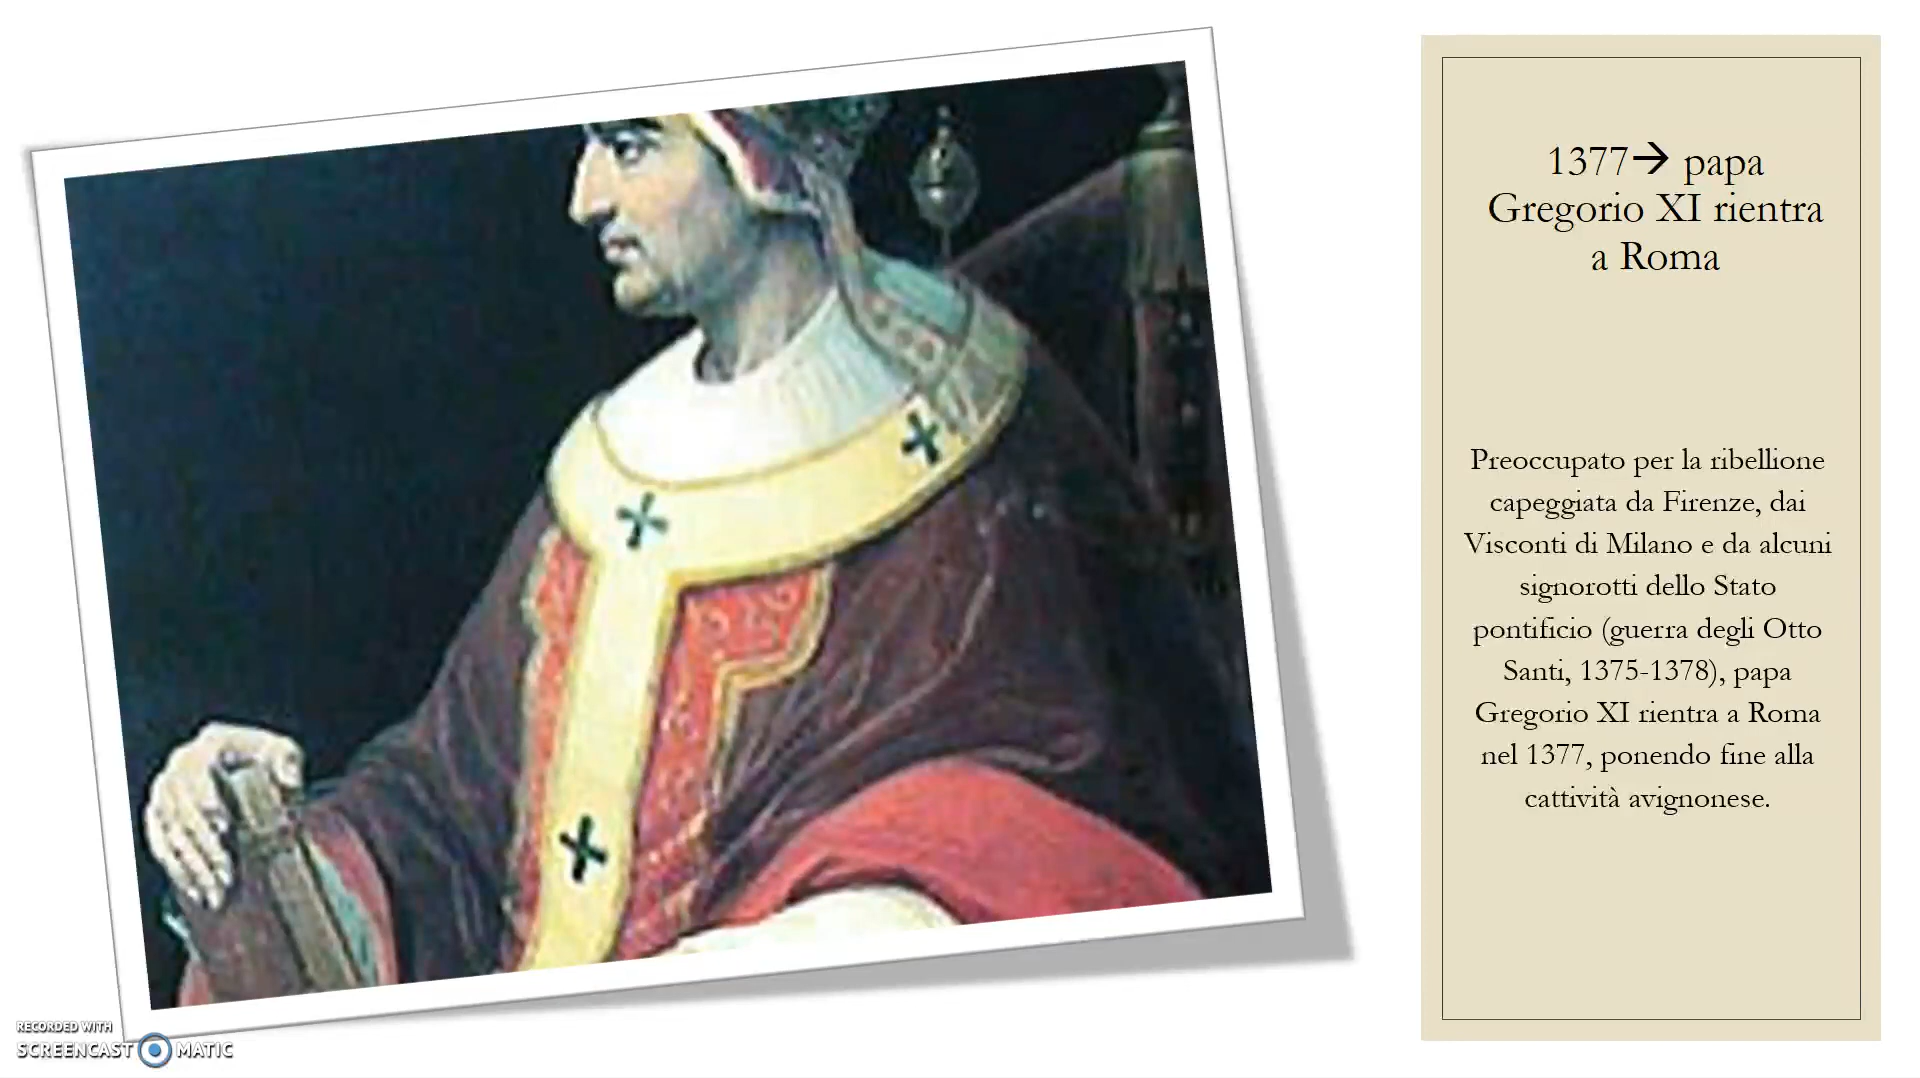 1377→ papa
Gregorio XI rientra
a Roma
Preoccupato per la ribellione
capeggiata da Firenze, dai
Visconti di Milano e da alcuni
signorotti dello Stato
pontificio (guerra degli Otto
Santi, 1375-1378), papa
Gregorio XI rientra a Roma
nel 1377, ponendo fine alla
cattività avignonese.
RECORDED WITH
SCREENCAST MATIC